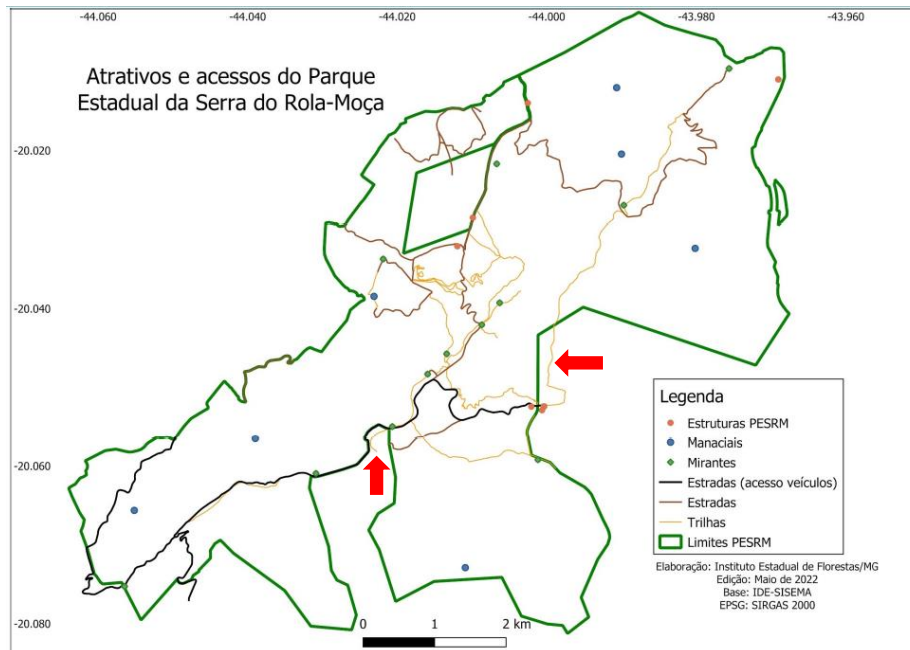 -44.060 -44.040 -44.020 -44.000 -43.980 -43.960
Atrativos e acessos do Parque
Estadual da Serra do Rola-Moça
-20.020
-20.040
-20.060
-20.080
Legenda
Estruturas PESRM
Manaciais
Mirantes
Estradas (acesso veículos)
Estradas
Trilhas
Limites PESRM
Elaboração: Instituto Estadual de Florestas/MG
Edição: Maio de 2022
Base: IDE-SISEMA
EPSG: SIRGAS 2000
0 1 2 km